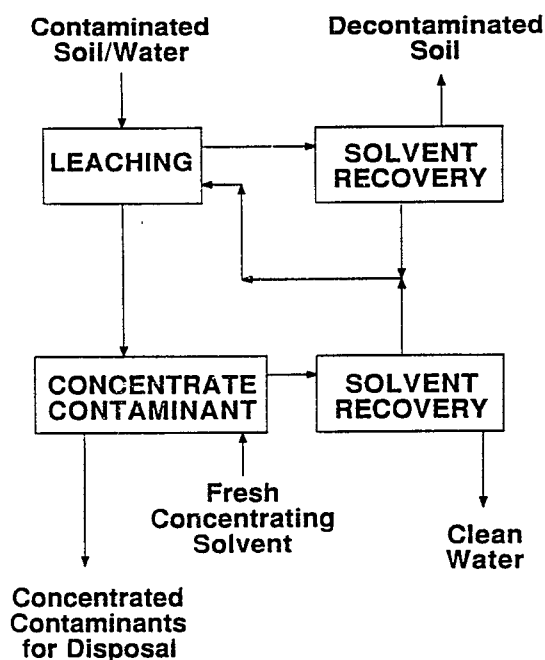 Contaminated
Soil/Water
Decontaminated
Soil
LEACHING
SOLVENT
RECOVERY
CONCENTRATE
CONTAMINANT
SOLVENT
RECOVERY
Fresh
Concentrating
Solvent
Clean
Water
Concentrated
Contaminants
for Disposal